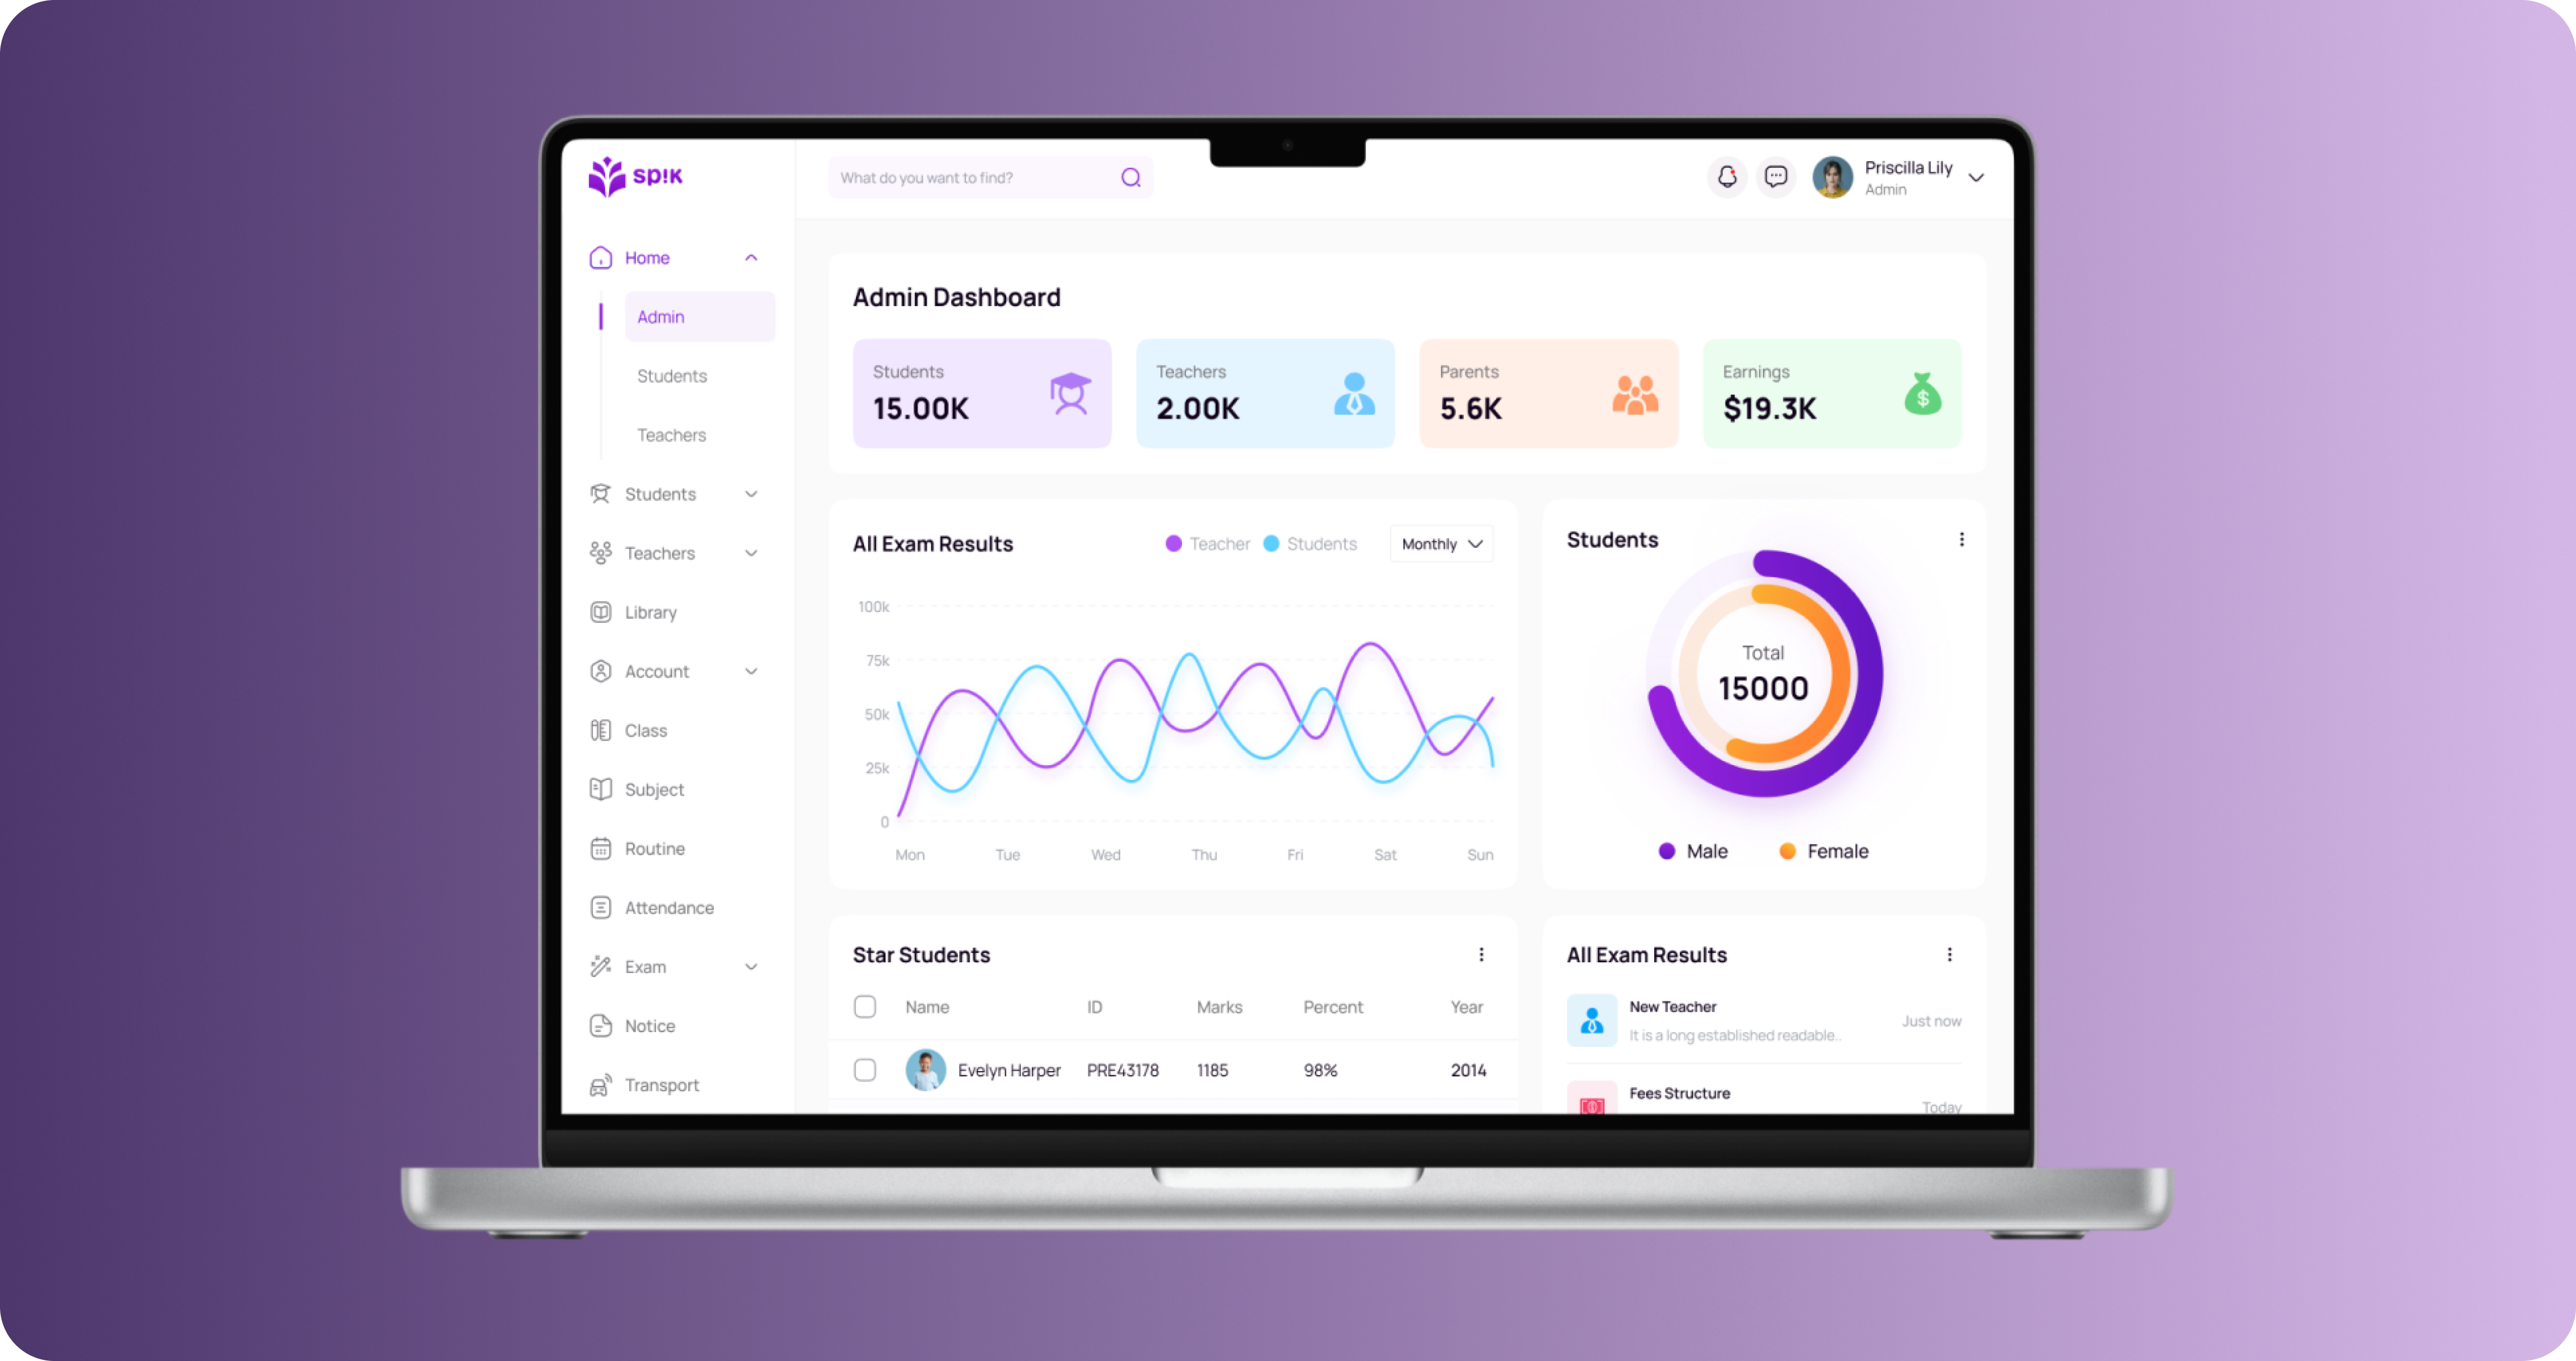 spıK
What do you want to find?
Priscilla Lily
Admin
Home
Admin
Students
Teachers
Students
Teachers
Library
Account
Class
Subject
Routine
Attendance
Exam
Notice
Transport
Admin Dashboard
Students
15.00K
Teachers
2.00K
Parents
5.6K
Earnings
$19.3K
$
All Exam Results
Teacher
Students
Monthly
100k
75k
50k
25k
0
Mon Tue Wed Thu Fri Sat Sun
Students
Total
15000
Male
Female
Star Students
Name ID Marks Percent Year
Evelyn Harper PRE43178 1185 98% 2014
All Exam Results
New Teacher
It is a long established readable..
Just now
Fees Structure
Today